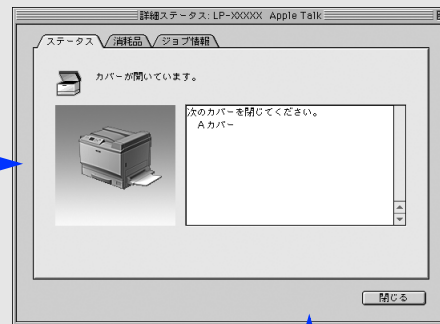 詳細ステータス: LP-XXXXX Apple Talk
ステータス 消耗品 ジョブ情報
カバーが開いています。
次のカバーを閉じてください。
Aカバー
閉じる